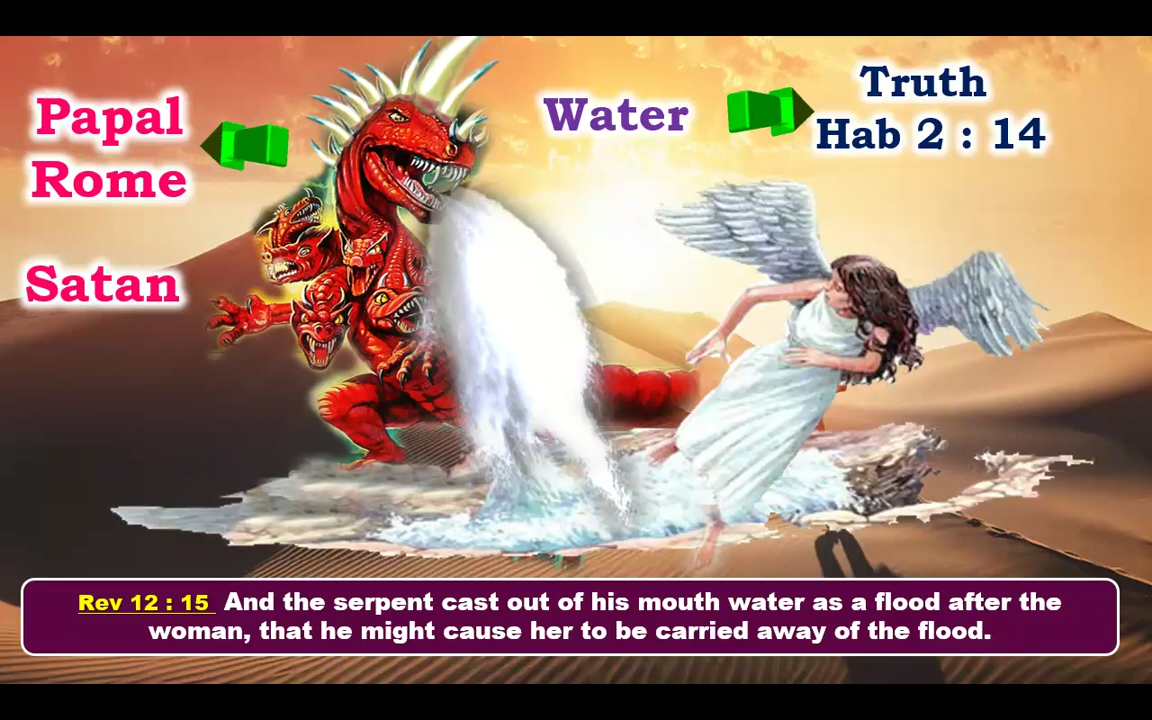 Papal
Rome
Satan
Water
Truth
Hab 2 : 14
Rev 12 : 15 And the serpent cast out of his mouth water as a flood after the
woman, that he might cause her to be carried away of the flood.